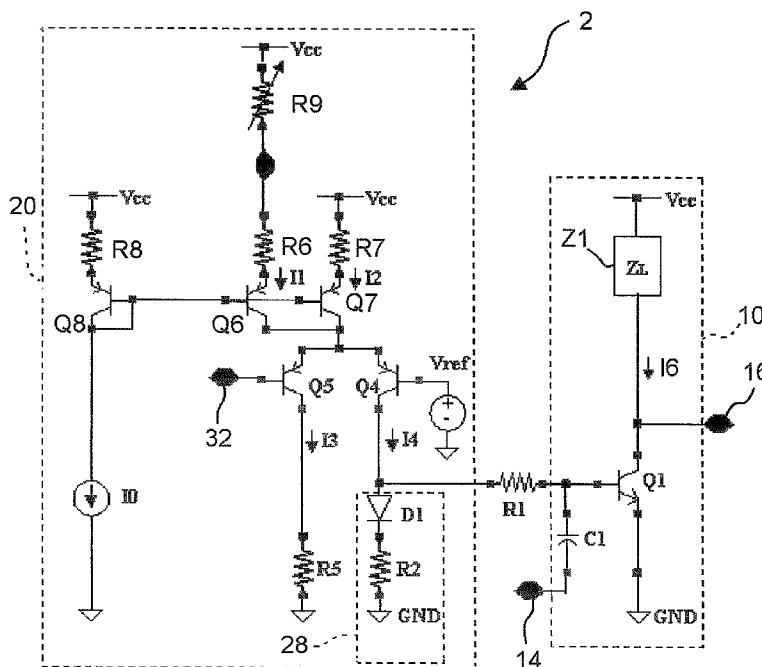 2
Vcc
R9
20
Vcc
Vcc
Vcc
R8
R6
R7
Z1
ZL
I1
I2
Q8
Q6
Q7
10
Vref
I6
16
Q5
Q4
32
+
-
I3
I4
R1
Q1
I0
D1
C1
R5
R2
GND
GND
28
14